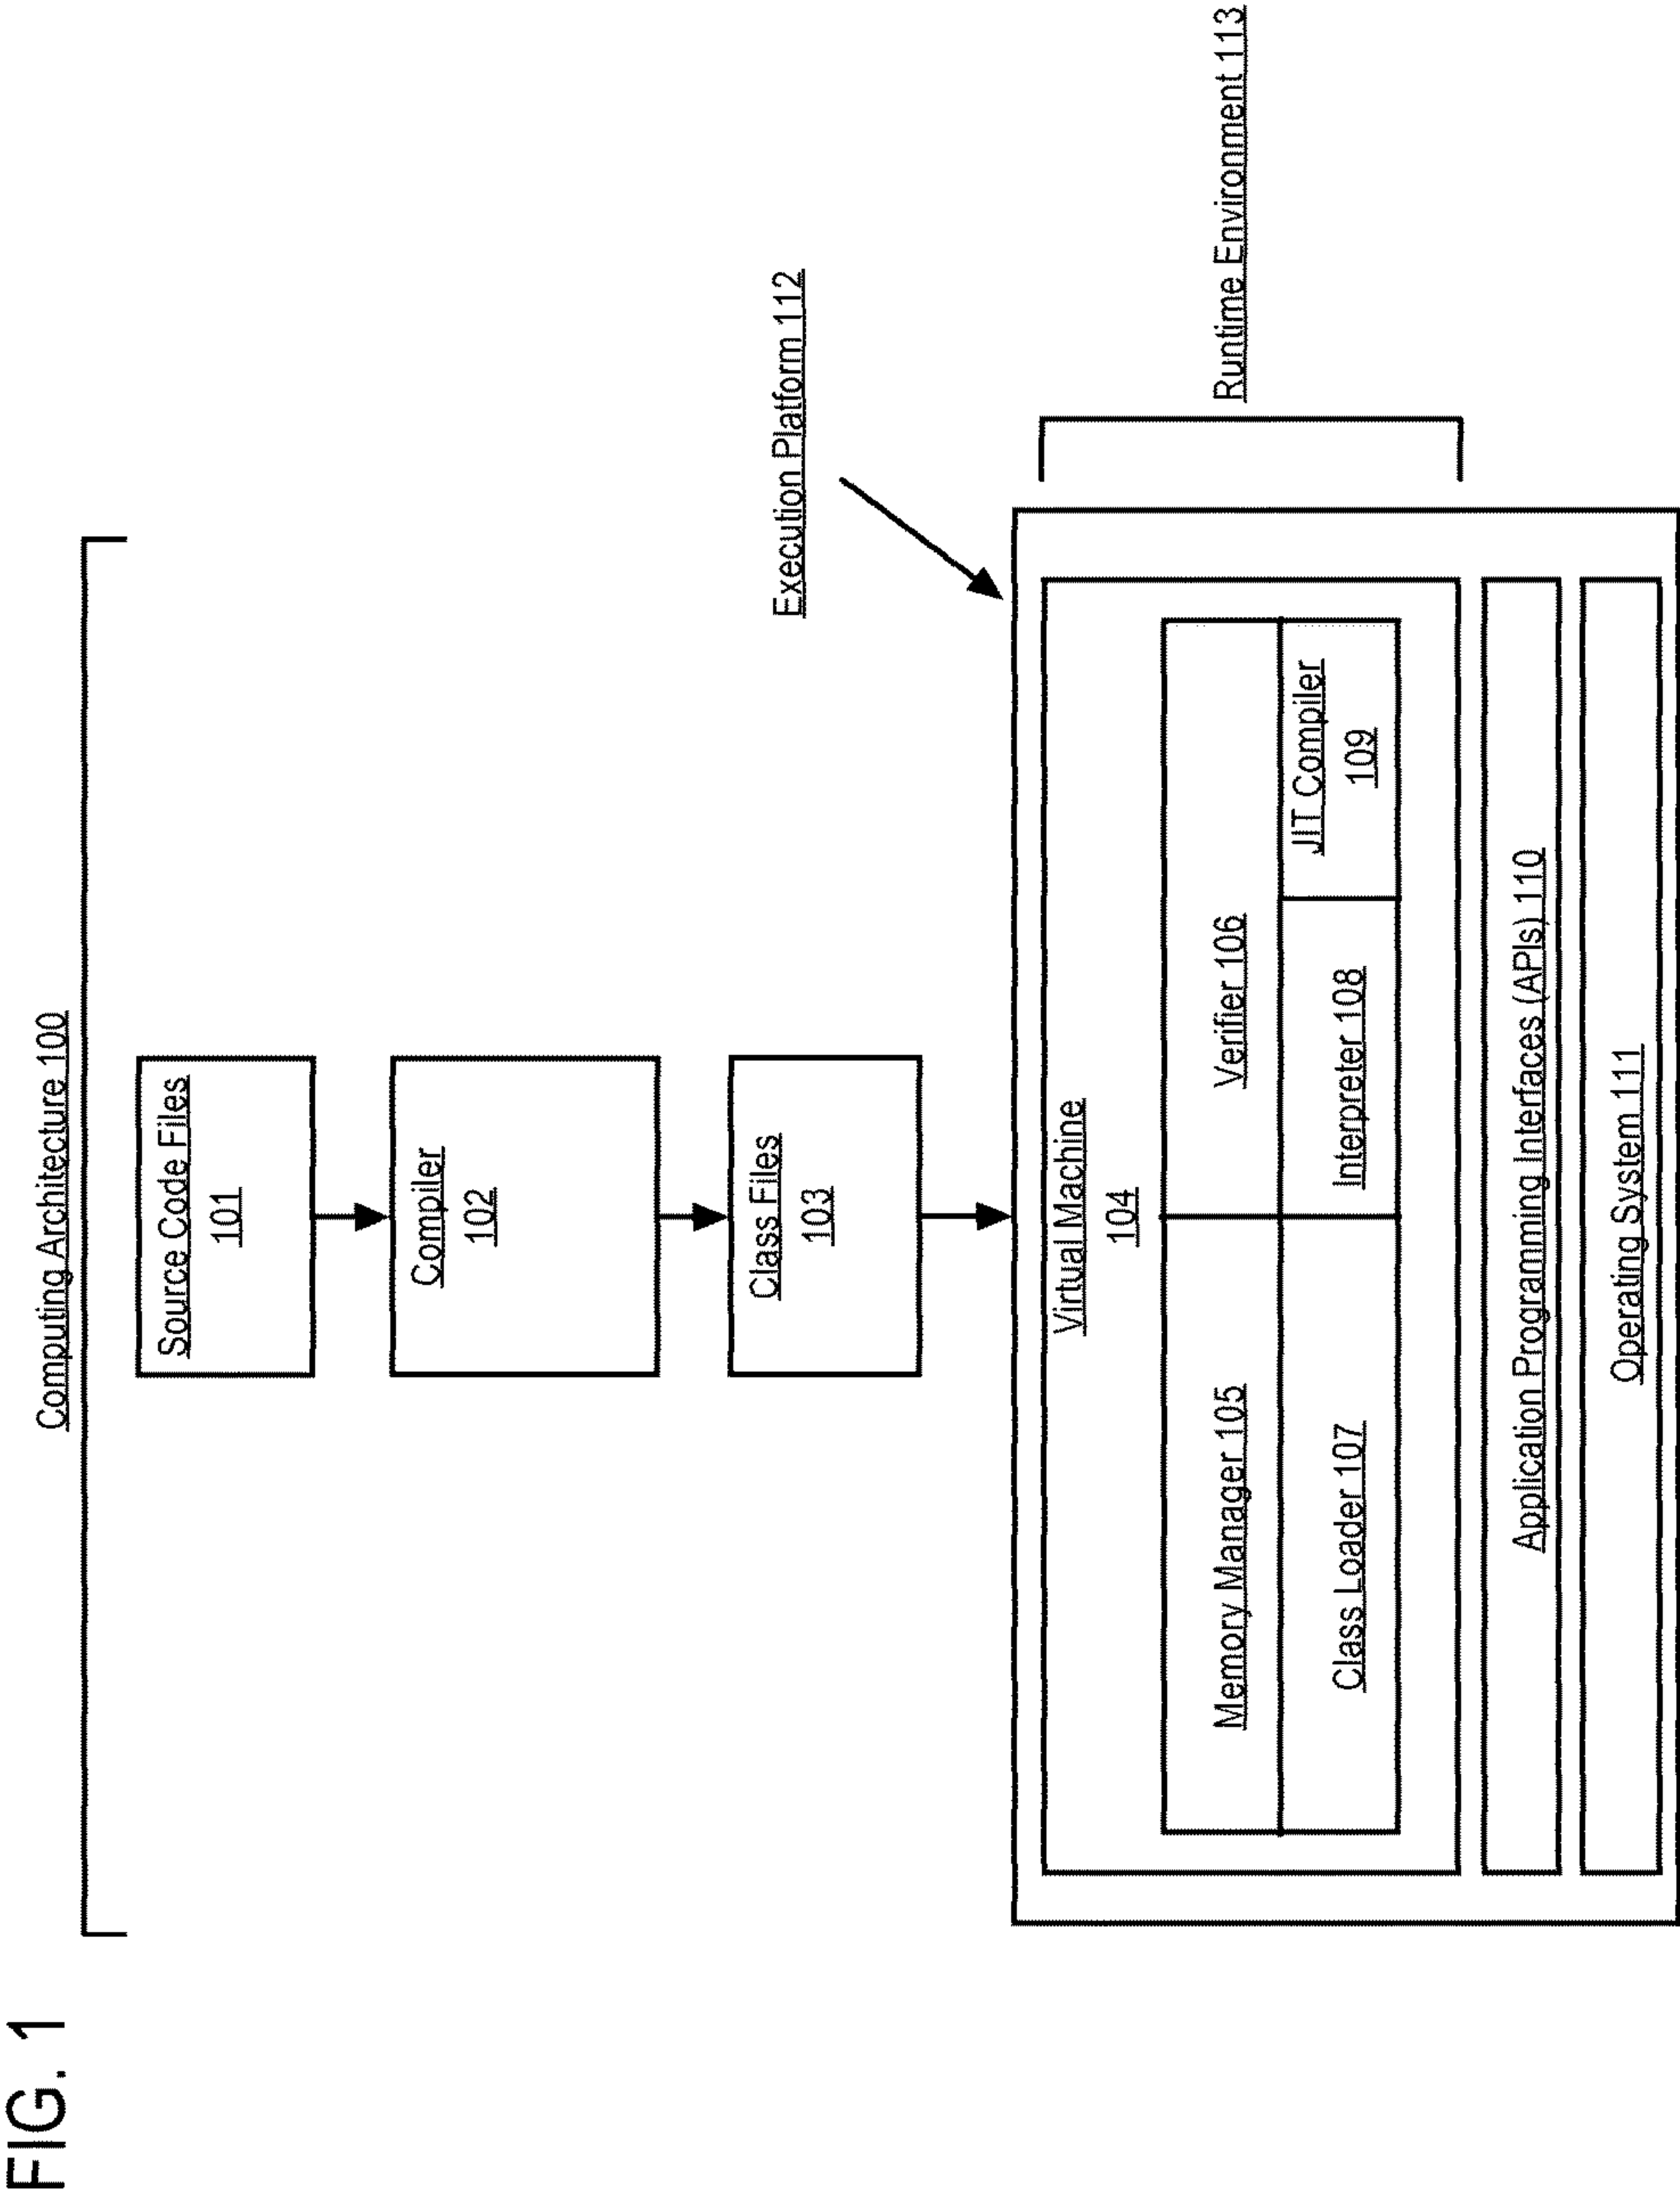 FIG. 1
Computing Architecture 100
Source Code Files
101
Compiler
102
Class Files
103
Execution Platform 112
Virtual Machine
104
Memory Manager 105
Verifier 106
Class Loader 107
Interpreter 108
JIT Compiler
109
Runtime Environment 113
Application Programming Interfaces (APIs) 110
Operating System 111